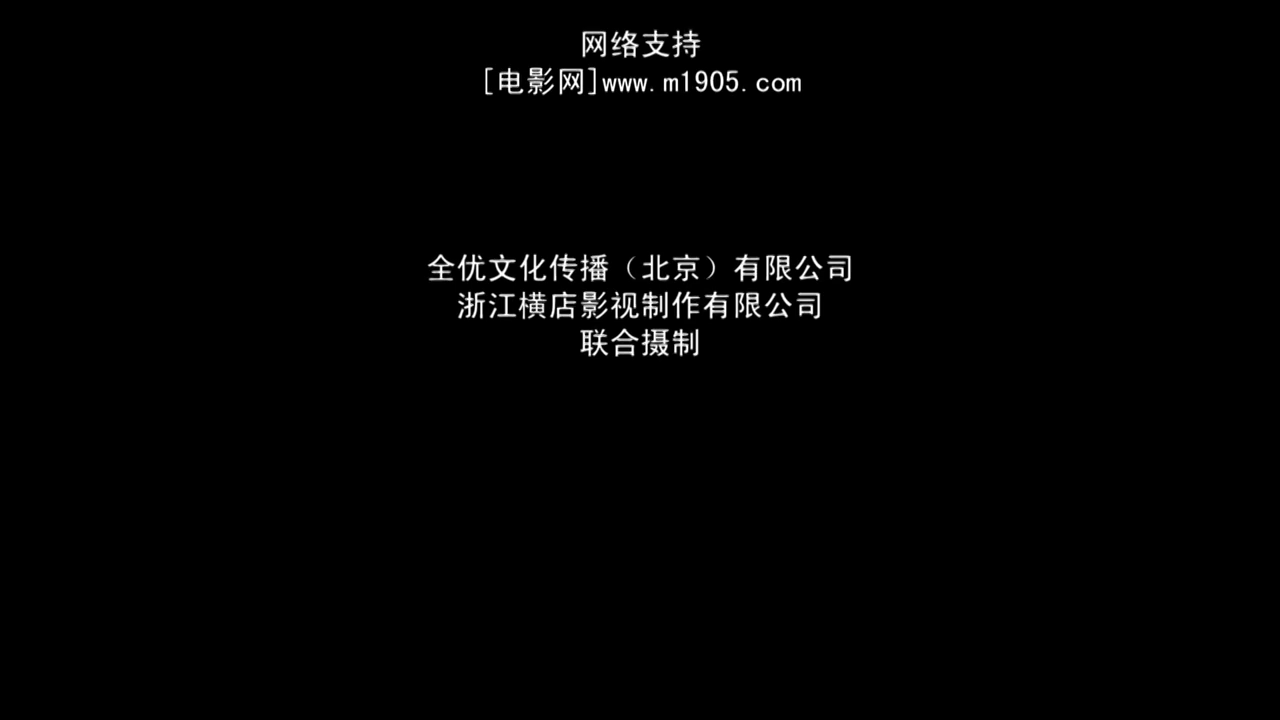 网络支持
[电影网]www.m1905.com
全优文化传播（北京）有限公司
浙江横店影视制作有限公司
联合摄制